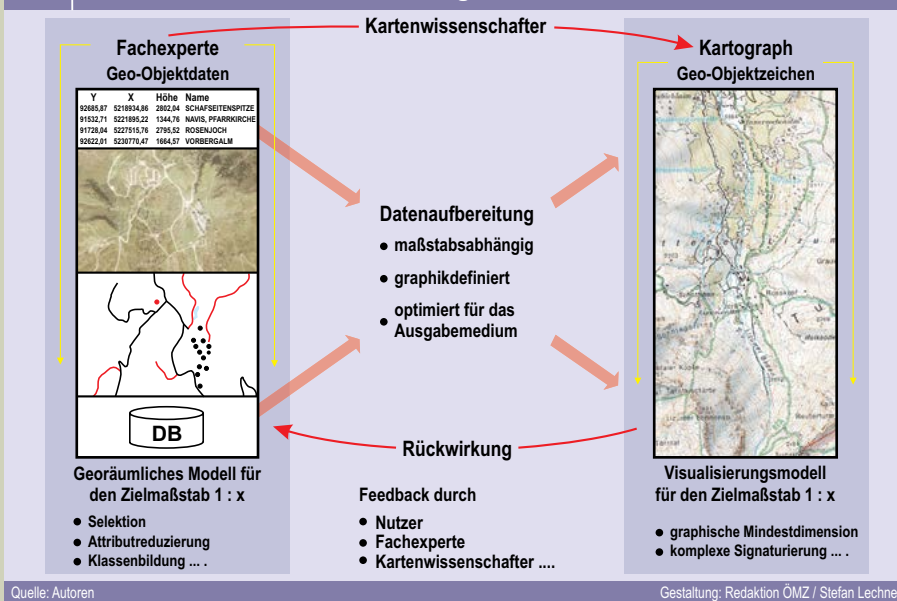 Kartenwissenschafter
Fachexperte
Geo-Objektdaten
Y X Höhe Name
92685,87 5218934,86 2802,04 SCHAFSEITENSPITZE
91532,71 5221895,22 1344,76 NAVIS, PFARRKIRCHE
91728,04 5227515,76 2795,52 ROSENJOCH
92622,01 5230770,47 1664,57 VORBERGALM
DB
Georäumliches Modell für
den Zielmaßstab 1 : x
● Selektion
● Attributreduzierung
● Klassenbildung ... .
Datenaufbereitung
● maßstabsabhängig
● graphikdefiniert
● optimiert für das
Ausgabemedium
Rückwirkung
Feedback durch
● Nutzer
● Fachexperte
● Kartenwissenschafter ....
Kartograph
Geo-Objektzeichen
Visualisierungsmodell
für den Zielmaßstab 1 : x
● graphische Mindestdimension
● komplexe Signaturierung ... .
Quelle: Autoren
Gestaltung: Redaktion ÖMZ / Stefan Lechne